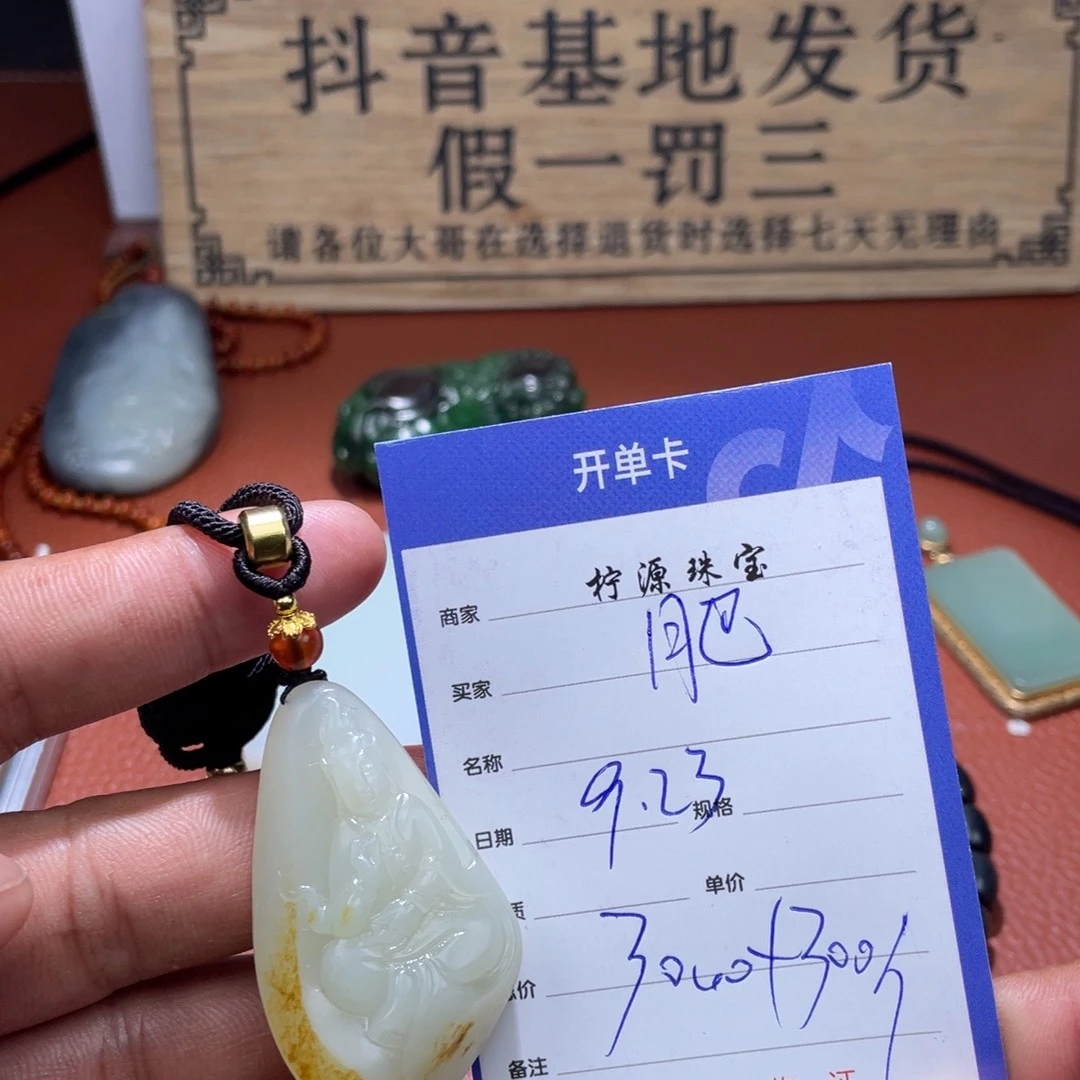 抖音基地发货
假一罚三
请各位大哥在选择退货时选择七天无理由
开单卡
商家 柠源珠宝
买家 肥
名称
日期 9.23 规格
质 单价
总价
备注